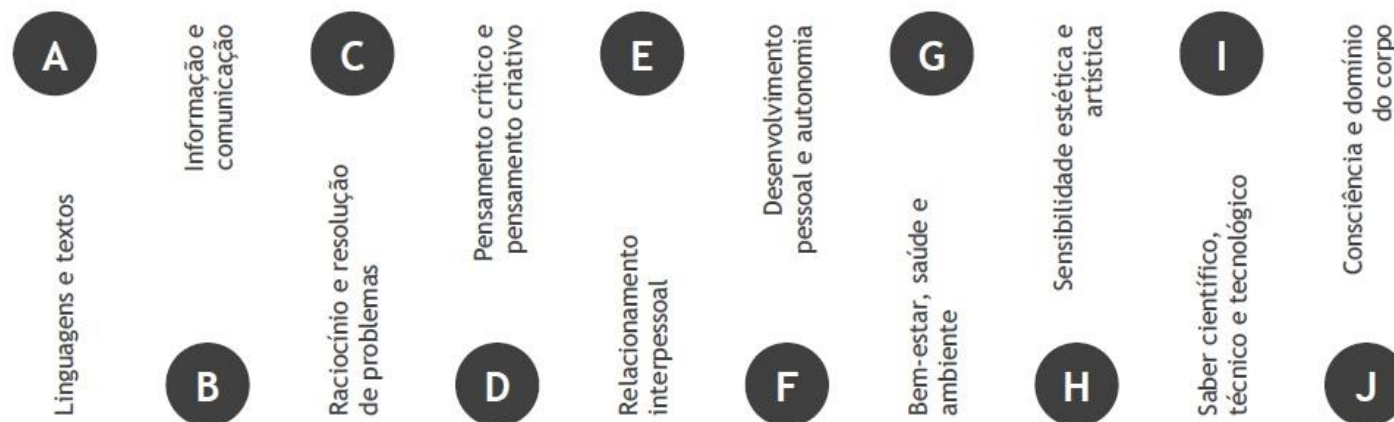 A
Linguagens e textos
B
Informação e
comunicação
C
Raciocínio e resolução
de problemas
D
Pensamento crítico e
pensamento criativo
E
Relacionamento
interpessoal
F
Desenvolvimento
pessoal e autonomia
G
Bem-estar, saúde e
ambiente
H
Sensibilidade estética e
artística
I
Saber científico,
técnico e tecnológico
J
Consciência e domínio
do corpo